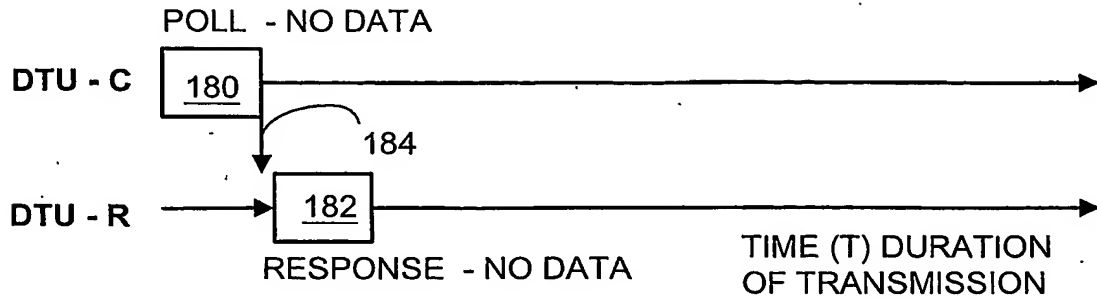 POLL - NO DATA
DTU - C
180
184
DTU - R
182
RESPONSE - NO DATA
TIME (T) DURATION
OF TRANSMISSION